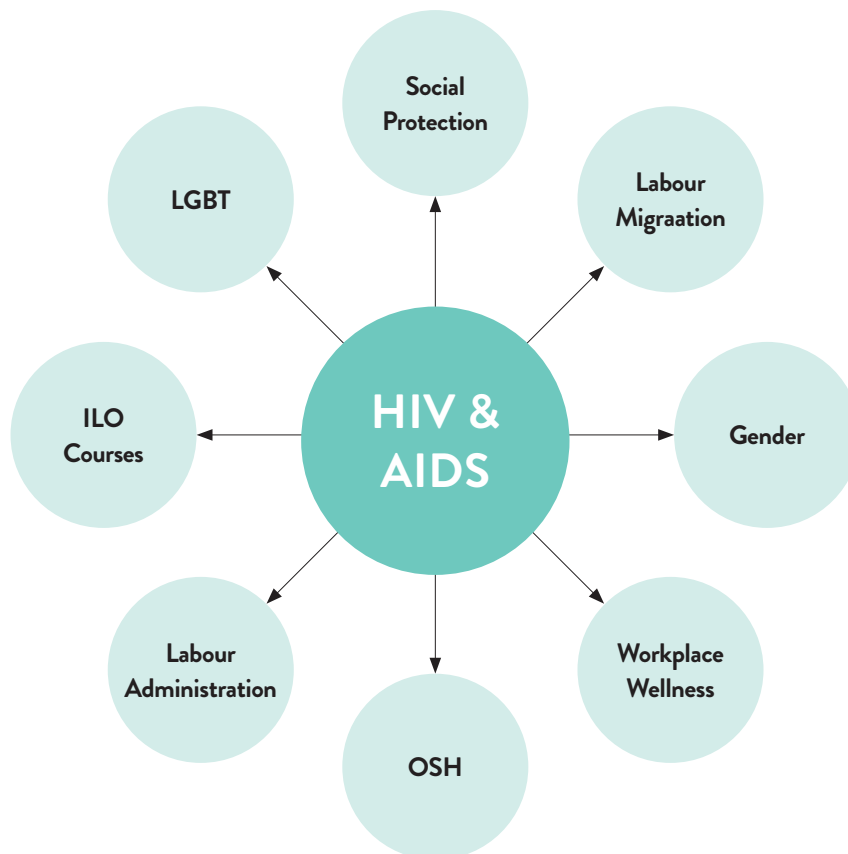 Social
Protection
LGBT
Labour
Migraation
ILO
Courses
HIV &
AIDS
Gender
Labour
Administration
Workplace
Wellness
OSH